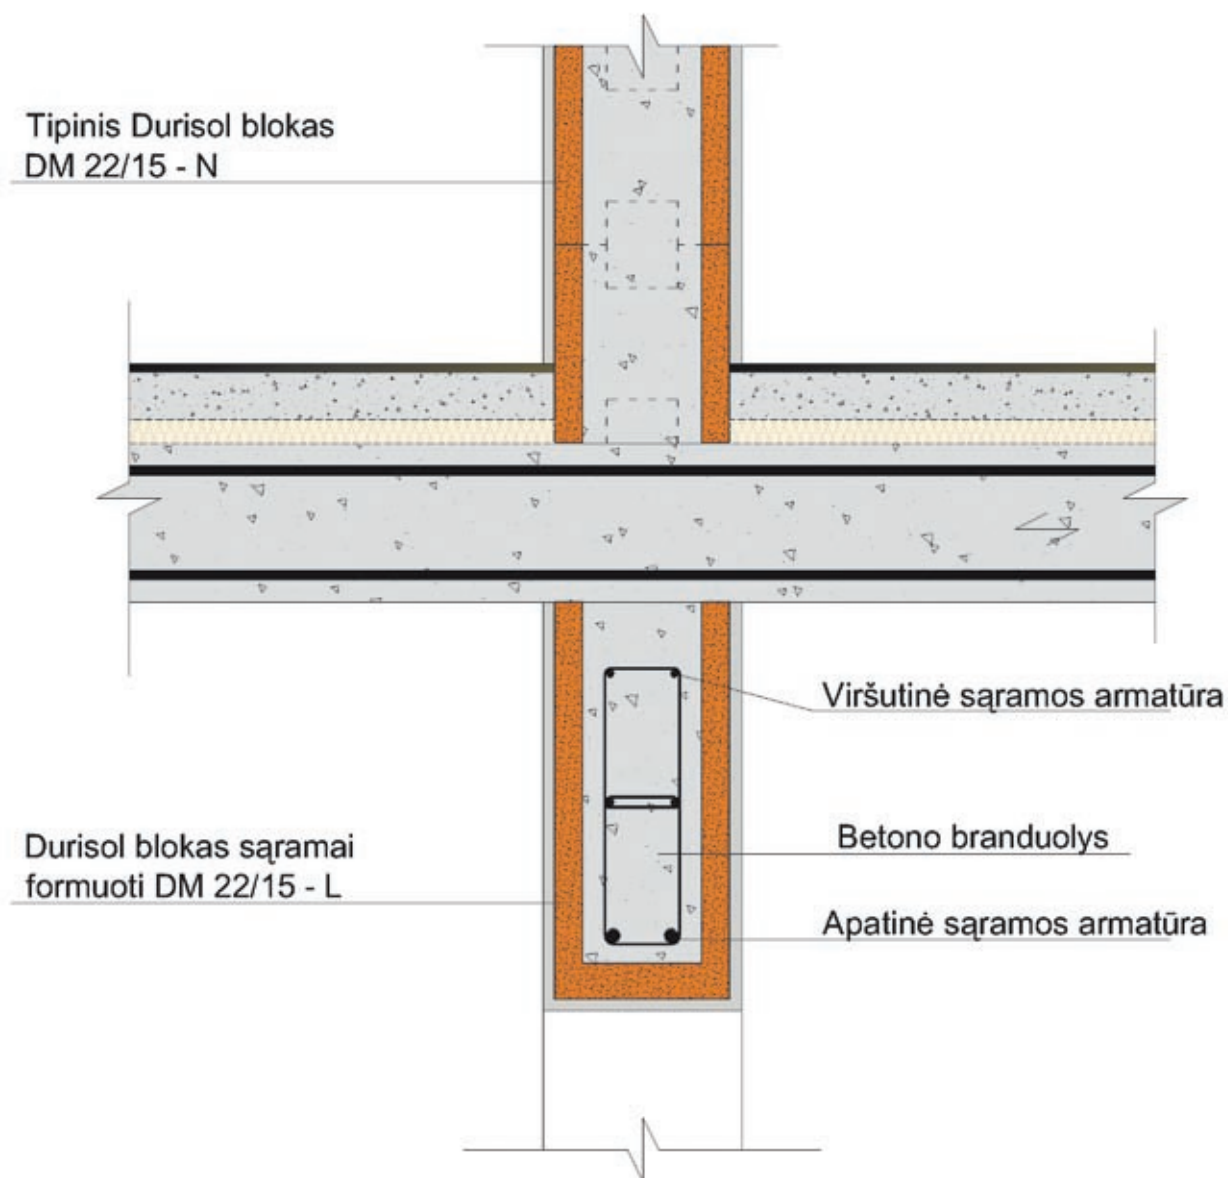 Tipinis Durisol blokas
DM 22/15 - N
Viršutinė sąramos armatūra
Betono branduolys
Durisol blokas sąramai
formuoti DM 22/15 - L
Apatinė sąramos armatūra